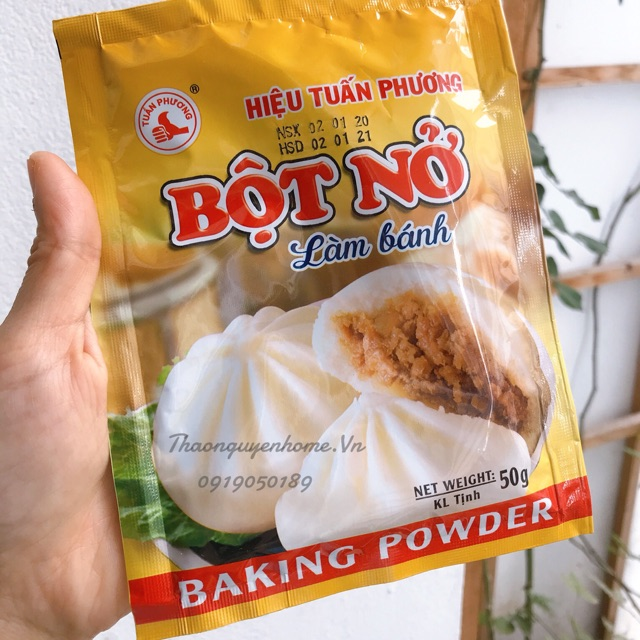 TUẤN PHƯƠNG
®
HIỆU TUẤN PHƯƠNG
NSX 02 01 20
HSD 02 01 21
BỘT NỞ
Làm bánh
Thaonguyenhome.Vn
0919050189
NET WEIGHT: 50g
KL Tịnh
BAKING POWDER